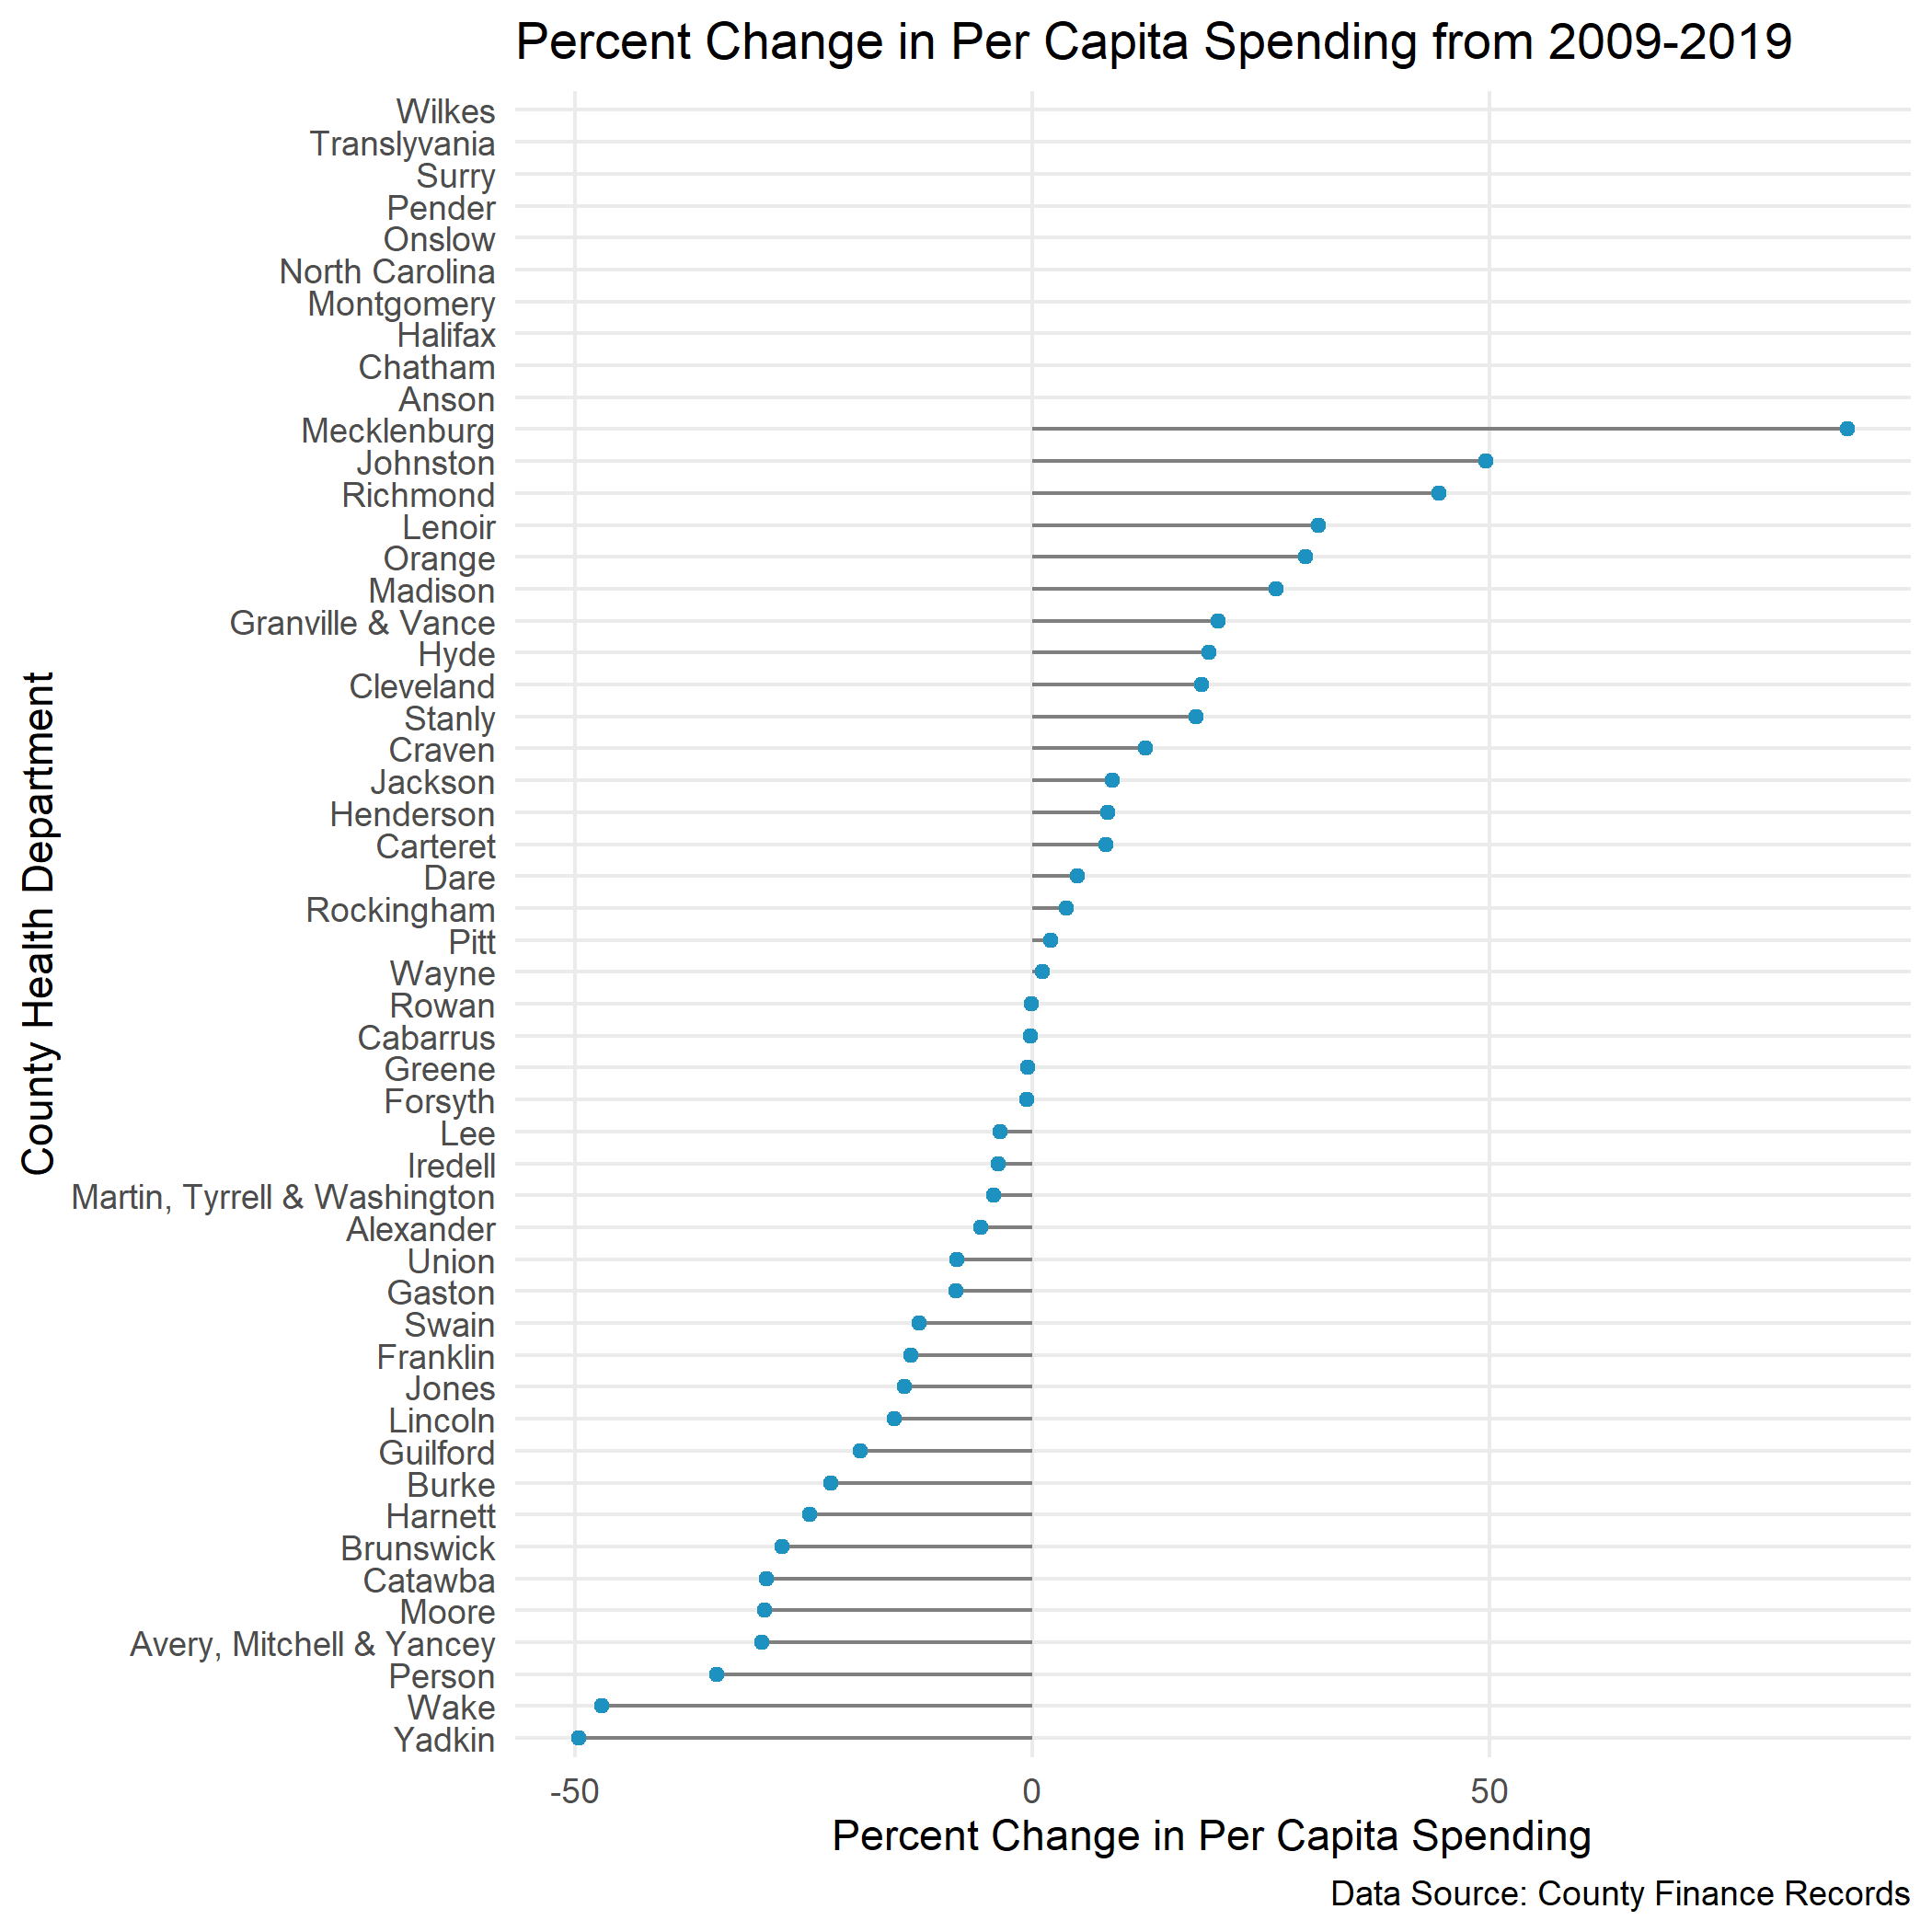 Percent Change in Per Capita Spending from 2009-2019
Wilkes
Translyvania
Surry
Pender
Onslow
North Carolina
Montgomery
Halifax
Chatham
Anson
Mecklenburg
Johnston
Richmond
Lenoir
Orange
Madison
Granville & Vance
Hyde
Cleveland
Stanly
Craven
Jackson
Henderson
Carteret
Dare
Rockingham
Pitt
Wayne
Rowan
Cabarrus
Greene
Forsyth
Lee
Iredell
Martin, Tyrrell & Washington
Alexander
Union
Gaston
Swain
Franklin
Jones
Lincoln
Guilford
Burke
Harnett
Brunswick
Catawba
Moore
Avery, Mitchell & Yancey
Person
Wake
Yadkin
County Health Department
-50 0 50
Percent Change in Per Capita Spending
Data Source: County Finance Records